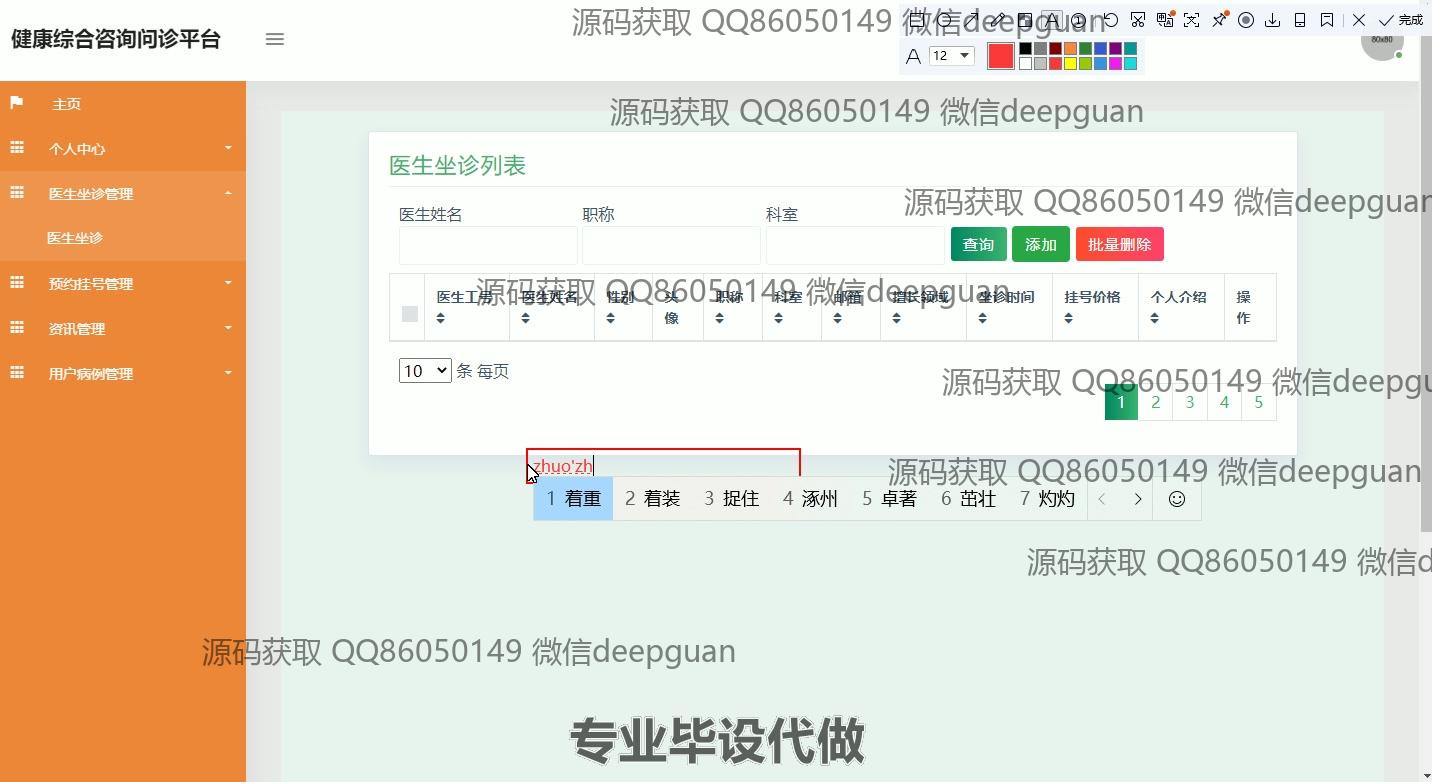 健康综合咨询问诊平台
源码获取 QQ86050149 微信deepguan
完成
A 12
80x80
主页
源码获取 QQ86050149 微信deepguan
个人中心
医生坐诊列表
医生坐诊管理
源码获取 QQ86050149 微信deepguan
医生姓名 职称 科室
医生坐诊
查询 添加 批量删除
预约挂号管理
源码获取 QQ86050149 微信deepguan
医生工号 医生姓名 性别 头像 职称 科室 邮箱 擅长领域 坐诊时间 挂号价格 个人介绍 操作
资讯管理
用户病例管理
10 条 每页
源码获取 QQ86050149 微信deepgu
1 2 3 4 5
zhuo'zh
源码获取 QQ86050149 微信deepguan
1 着重 2 着装 3 捉住 4 涿州 5 卓著 6 茁壮 7 灼灼
源码获取 QQ86050149 微信d
源码获取 QQ86050149 微信deepguan
专业毕设代做